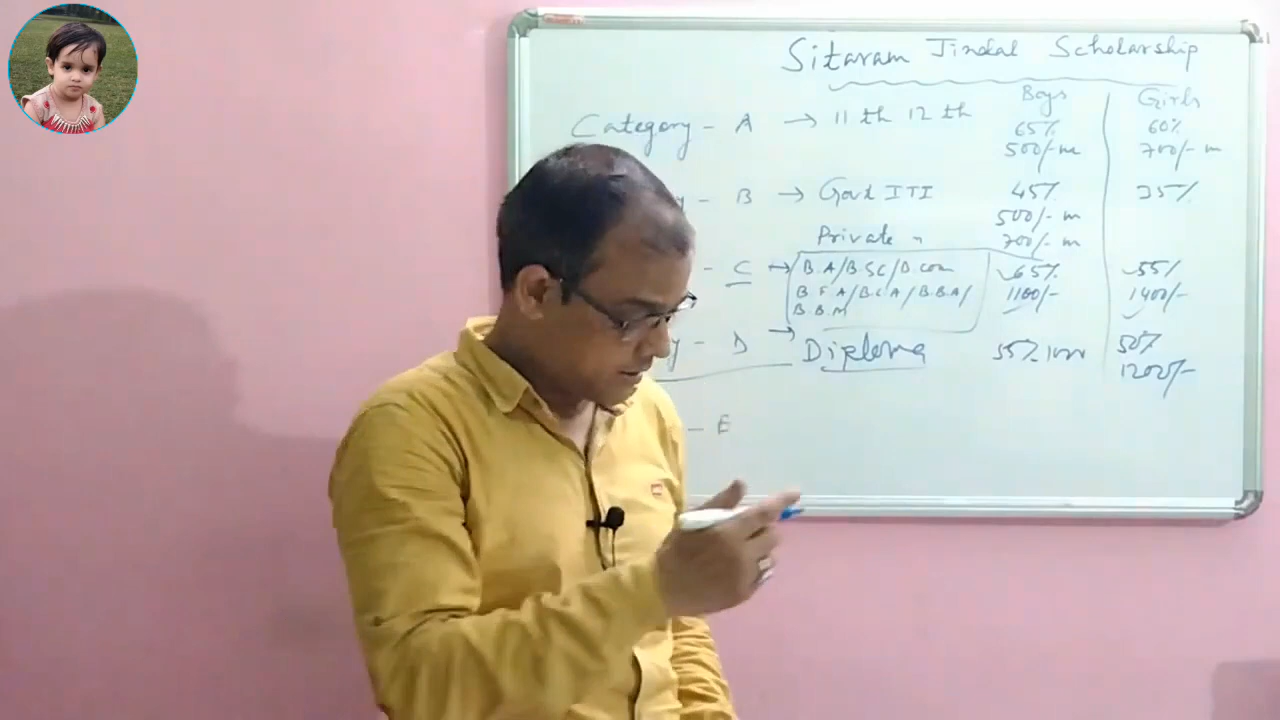 Sitaram Jindal Scholarship
Boys Girls
Category - A → 11 th 12 th 65% 60%
500/- m 700/- m
y - B → Govt ITI 45% 35%
500/- m
Private " 700/- m
- C → B.A/B SC/B.com 65% 55%
B F A/B.C.A/B.B.A/ 1100/- 1400/-
B.B.M
y - D → Diploma 55% 1000 50%
1200/-
- E